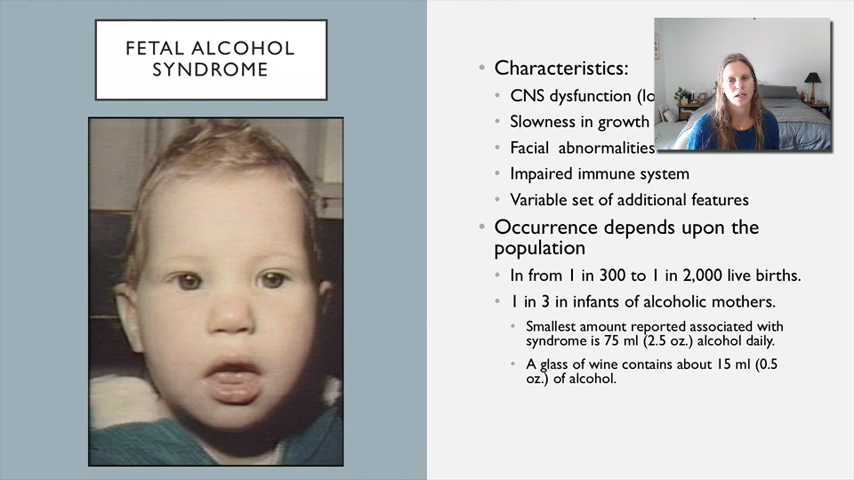 FETAL ALCOHOL
SYNDROME
• Characteristics:
• CNS dysfunction (lo
• Slowness in growth
• Facial abnormalities
• Impaired immune system
• Variable set of additional features
• Occurrence depends upon the
population
• In from 1 in 300 to 1 in 2,000 live births.
• 1 in 3 in infants of alcoholic mothers.
• Smallest amount reported associated with
syndrome is 75 ml (2.5 oz.) alcohol daily.
• A glass of wine contains about 15 ml (0.5
oz.) of alcohol.